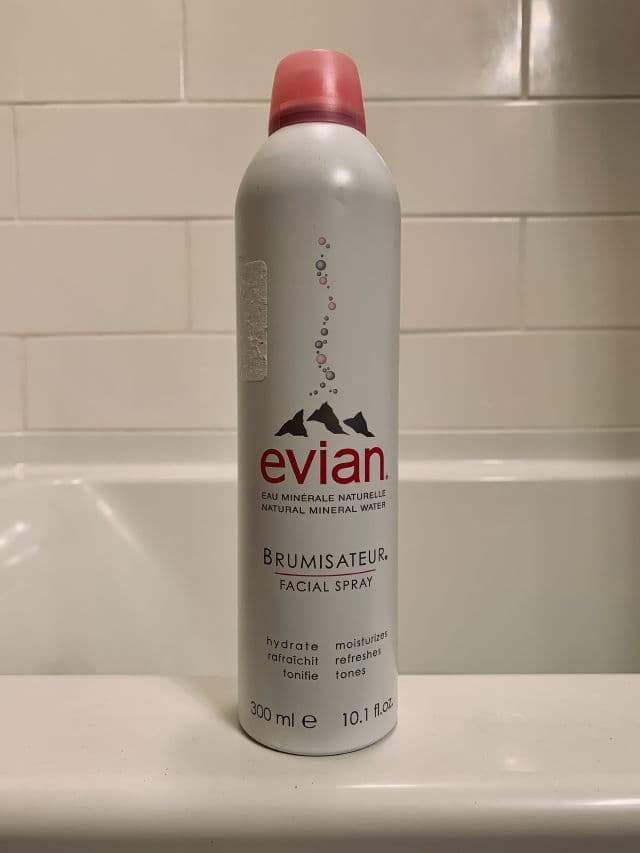 evian.
EAU MINÉRALE NATURELLE
NATURAL MINERAL WATER
BRUMISATEUR®
FACIAL SPRAY
hydrate moisturizes
rafraîchit refreshes
tonifie tones
300 ml e 10.1 fl.oz.